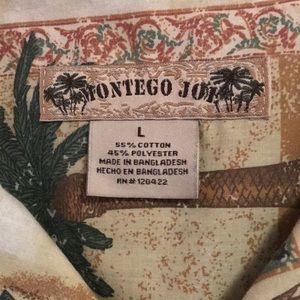 MONTEGO JOE
L
55% COTTON
45% POLYESTER
MADE IN BANGLADESH
HECHO EN BANGLADESH
RN# 120422